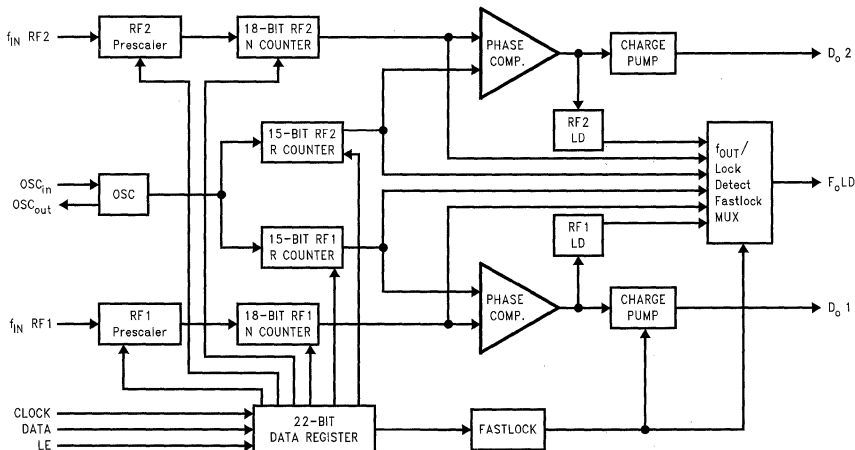 f_IN RF2
RF2
Prescaler
18-BIT RF2
N COUNTER
PHASE
COMP.
CHARGE
PUMP
D_o 2
RF2
LD
15-BIT RF2
R COUNTER
OSC_in
OSC_out
OSC
f_OUT/
Lock
Detect
Fastlock
MUX
F_oLD
15-BIT RF1
R COUNTER
RF1
LD
f_IN RF1
RF1
Prescaler
18-BIT RF1
N COUNTER
PHASE
COMP.
CHARGE
PUMP
D_o 1
CLOCK
DATA
LE
22-BIT
DATA REGISTER
FASTLOCK